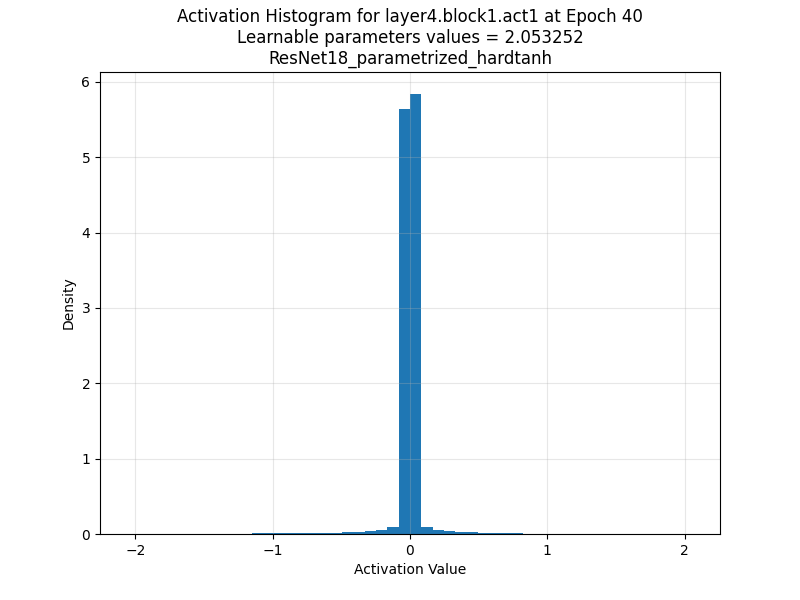 Activation Histogram for layer4.block1.act1 at Epoch 40
Learnable parameters values = 2.053252
ResNet18_parametrized_hardtanh
6
5
4
3
2
1
0
Density
−2
−1
0
1
2
Activation Value